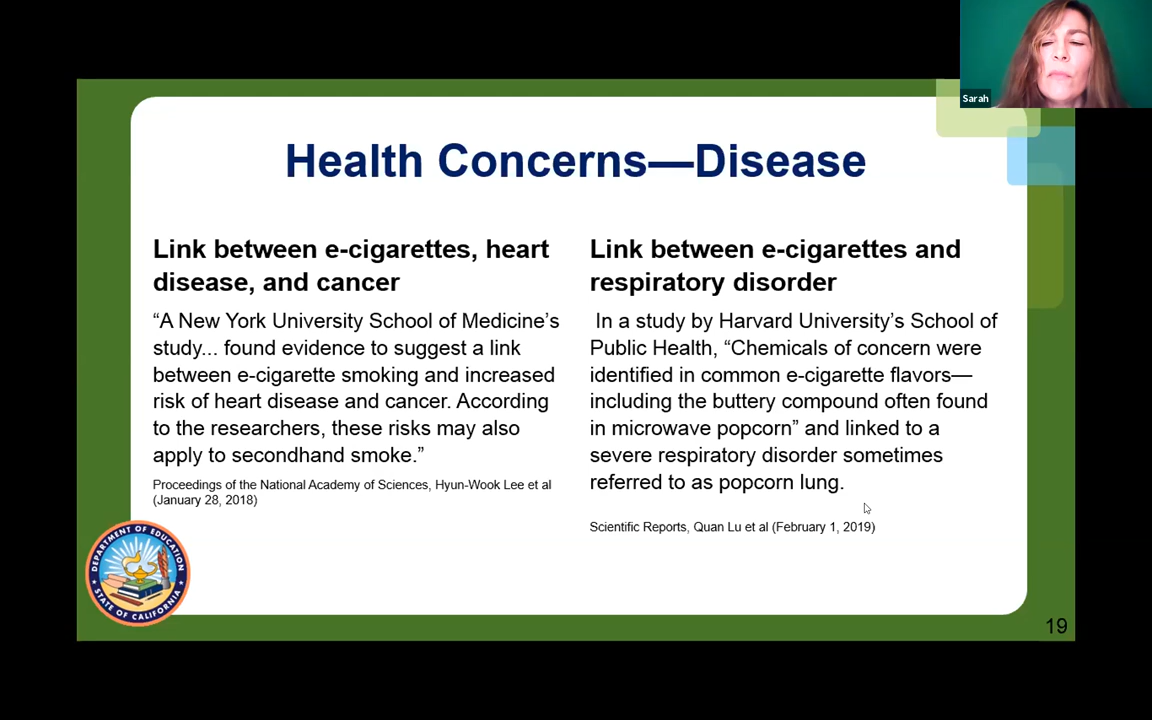 Sarah
Health Concerns—Disease
Link between e-cigarettes, heart
disease, and cancer
“A New York University School of Medicine’s
study... found evidence to suggest a link
between e-cigarette smoking and increased
risk of heart disease and cancer. According
to the researchers, these risks may also
apply to secondhand smoke.”
Proceedings of the National Academy of Sciences, Hyun-Wook Lee et al
(January 28, 2018)
Link between e-cigarettes and
respiratory disorder
In a study by Harvard University’s School of
Public Health, “Chemicals of concern were
identified in common e-cigarette flavors—
including the buttery compound often found
in microwave popcorn” and linked to a
severe respiratory disorder sometimes
referred to as popcorn lung.
Scientific Reports, Quan Lu et al (February 1, 2019)
DEPARTMENT OF EDUCATION
STATE OF CALIFORNIA
19